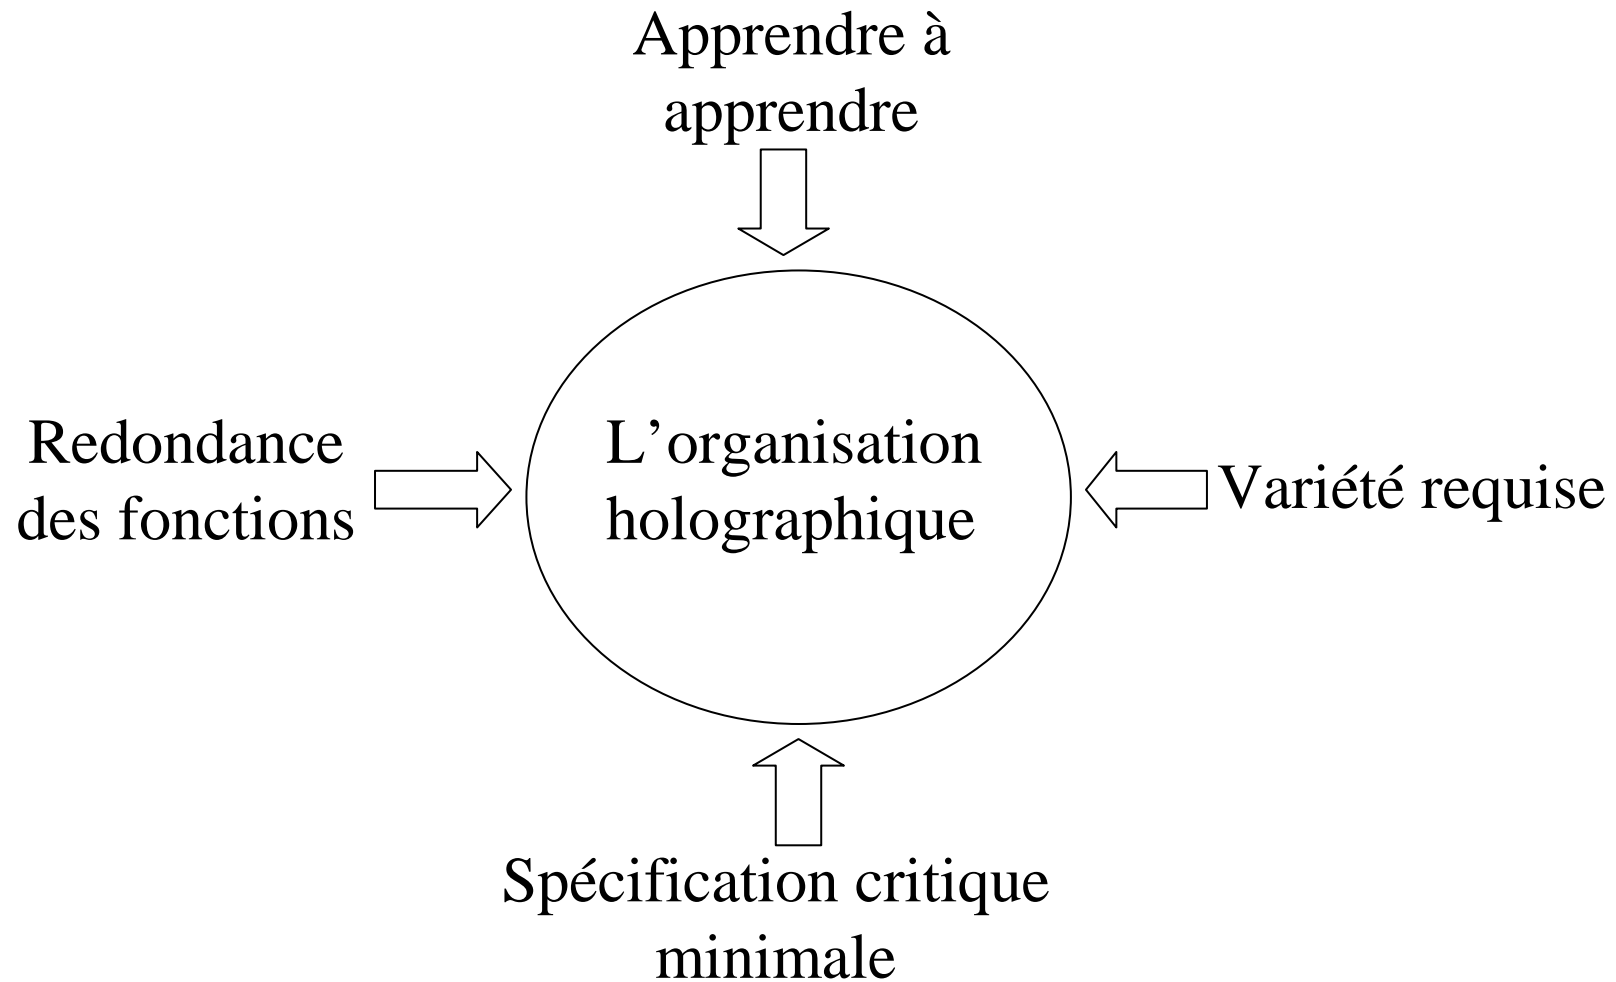 Apprendre à
apprendre
Redondance
des fonctions
L’organisation
holographique
Variété requise
Spécification critique
minimale